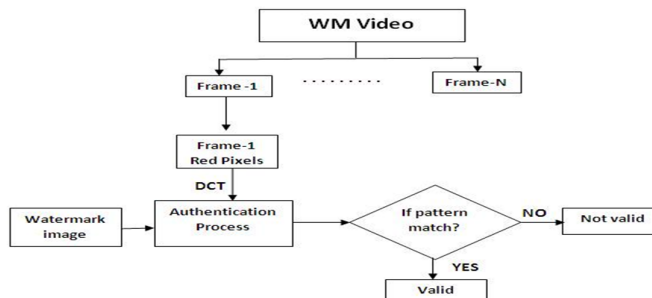 WM Video
Frame -1
.........
Frame-N
Frame-1
Red Pixels
DCT
Watermark
image
Authentication
Process
If pattern
match?
NO
Not valid
YES
Valid